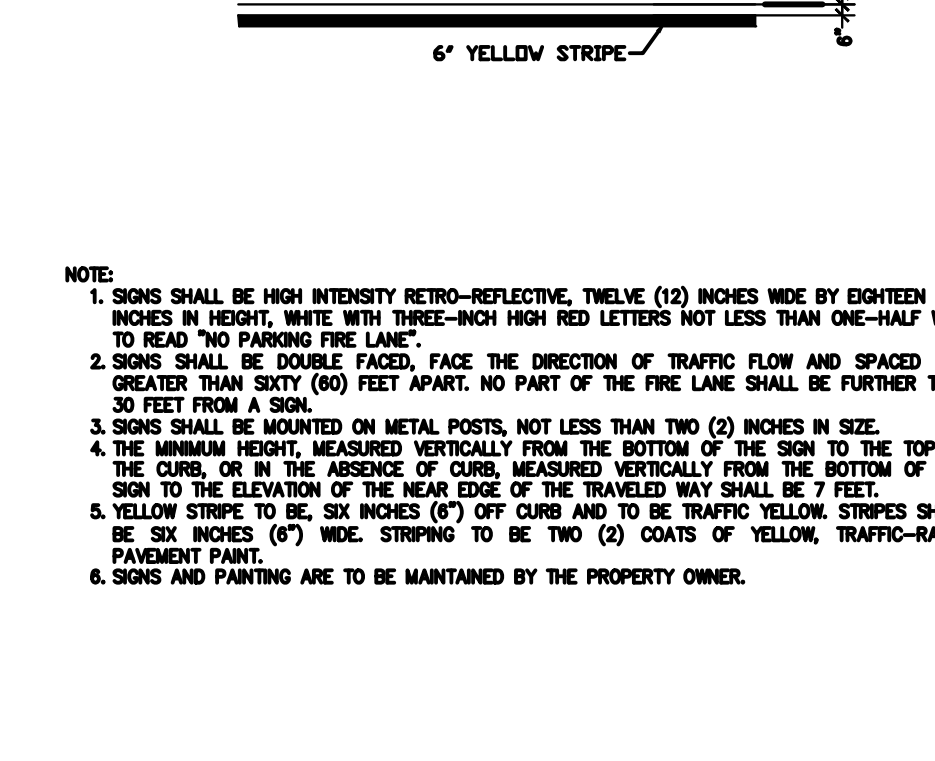 6"
6" YELLOW STRIPE
NOTE:
1. SIGNS SHALL BE HIGH INTENSITY RETRO-REFLECTIVE, TWELVE (12) INCHES WIDE BY EIGHTEEN
INCHES IN HEIGHT, WHITE WITH THREE-INCH HIGH RED LETTERS NOT LESS THAN ONE-HALF
TO READ "NO PARKING FIRE LANE".
2. SIGNS SHALL BE DOUBLE FACED, FACE THE DIRECTION OF TRAFFIC FLOW AND SPACED
GREATER THAN SIXTY (60) FEET APART. NO PART OF THE FIRE LANE SHALL BE FURTHER
30 FEET FROM A SIGN.
3. SIGNS SHALL BE MOUNTED ON METAL POSTS, NOT LESS THAN TWO (2) INCHES IN SIZE.
4. THE MINIMUM HEIGHT, MEASURED VERTICALLY FROM THE BOTTOM OF THE SIGN TO THE TOP
THE CURB, OR IN THE ABSENCE OF CURB, MEASURED VERTICALLY FROM THE BOTTOM OF
SIGN TO THE ELEVATION OF THE NEAR EDGE OF THE TRAVELED WAY SHALL BE 7 FEET.
5. YELLOW STRIPE TO BE, SIX INCHES (6") OFF CURB AND TO BE TRAFFIC YELLOW. STRIPES SH
BE SIX INCHES (6") WIDE. STRIPING TO BE TWO (2) COATS OF YELLOW, TRAFFIC-RA
PAVEMENT PAINT.
6. SIGNS AND PAINTING ARE TO BE MAINTAINED BY THE PROPERTY OWNER.